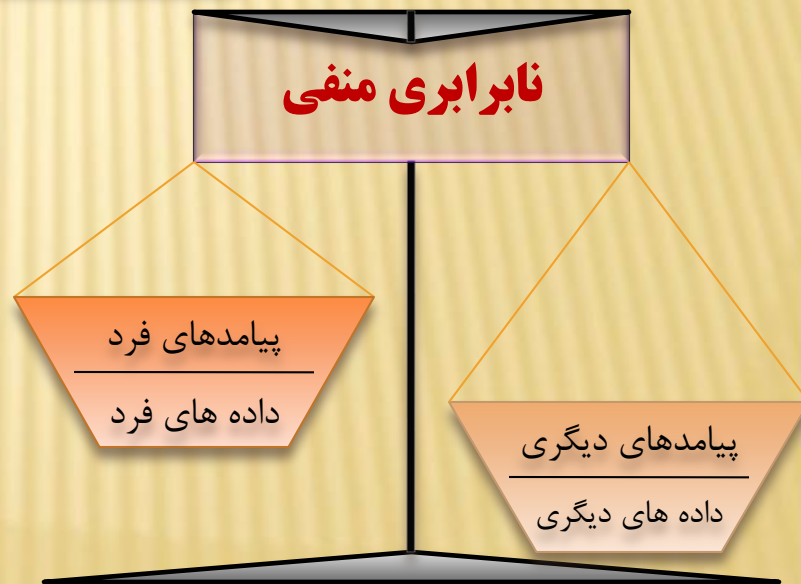 نابرابری منفی
پیامدهای فرد
داده های فرد
پیامدهای دیگری
داده های دیگری